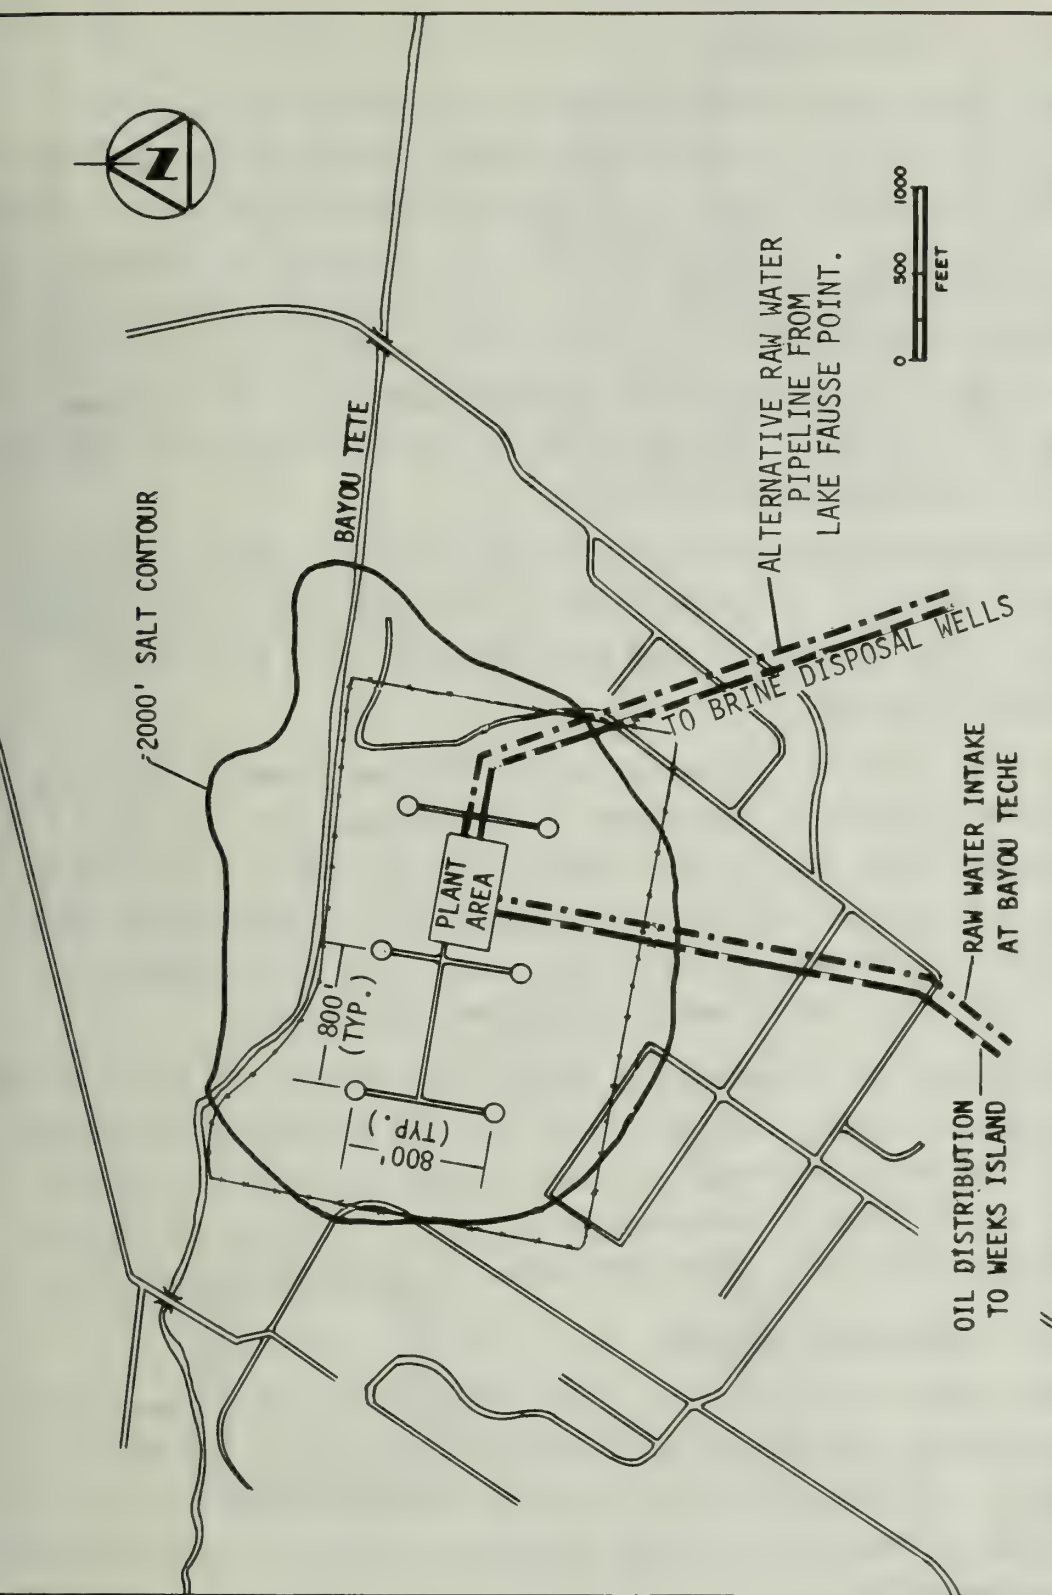 N
-2000' SALT CONTOUR
BAYOU TETE
ALTERNATIVE RAW WATER
PIPELINE FROM
LAKE FAUSSE POINT.
0 500 1000
FEET
TO BRINE DISPOSAL WELLS
PLANT
AREA
800'
(TYP.)
800'
(TYP.)
RAW WATER INTAKE
AT BAYOU TECHE
OIL DISTRIBUTION
TO WEEKS ISLAND